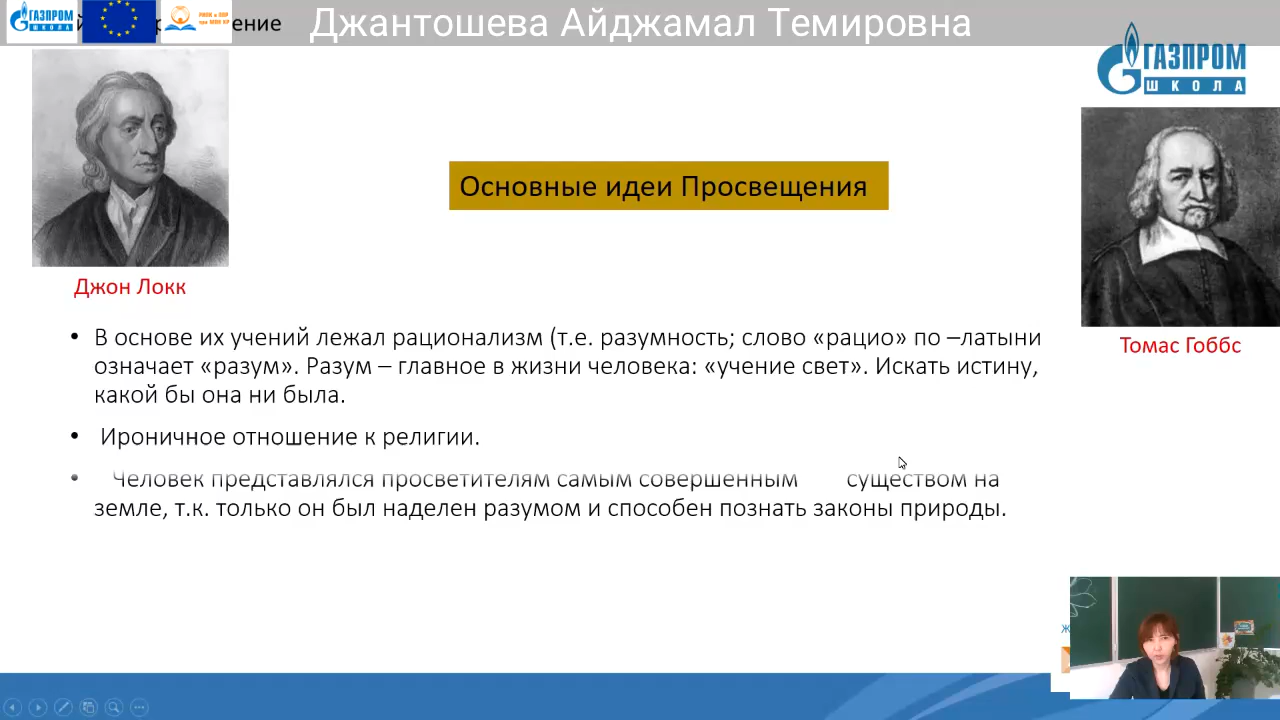 ГАЗПРОМ
ШКОЛА
ение
Джантошева Айджамал Темировна
ГАЗПРОМ
ШКОЛА
Основные идеи Просвещения
Джон Локк
Томас Гоббс
• В основе их учений лежал рационализм (т.е. разумность; слово «рацио» по –латыни
означает «разум». Разум – главное в жизни человека: «учение свет». Искать истину,
какой бы она ни была.
• Ироничное отношение к религии.
• Человек представлялся просветителям самым совершенным существом на
земле, т.к. только он был наделен разумом и способен познать законы природы.